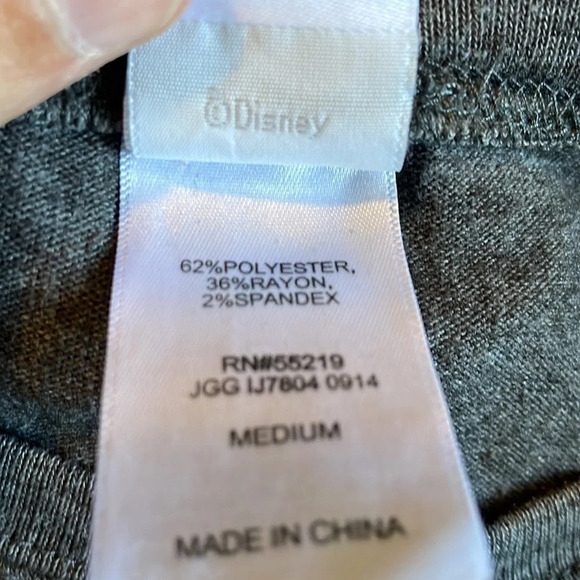 ©Disney
62%POLYESTER,
36%RAYON,
2%SPANDEX
RN#55219
JGG IJ7804 0914
MEDIUM
MADE IN CHINA